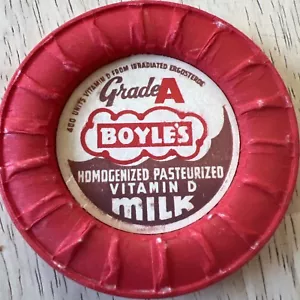 400 UNITS VITAMIN D FROM IRRADIATED ERGOSTEROL
Grade A
BOYLE'S
HOMOGENIZED PASTEURIZED
VITAMIN D
MILK